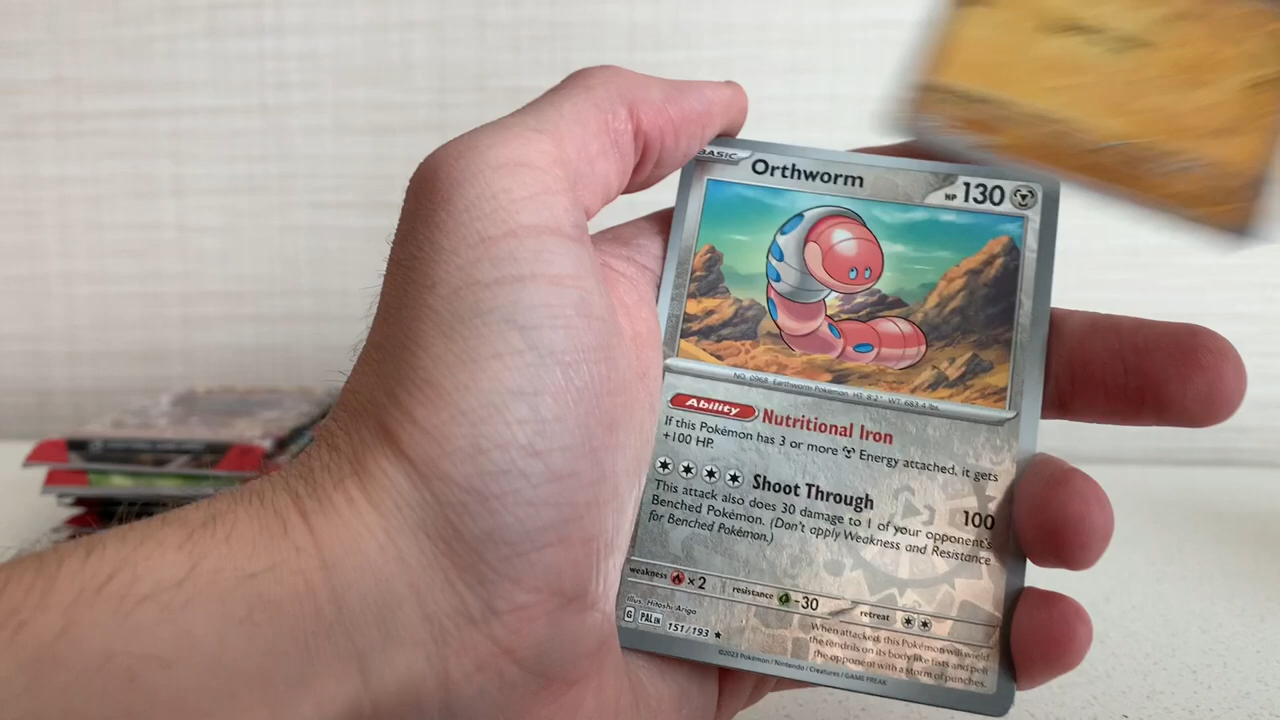 BASIC
Orthworm
HP 130
NO. 0968 Earthworm Pokémon HT: 8'2" WT: 683.4 lbs.
Ability Nutritional Iron
If this Pokémon has 3 or more Energy attached, it gets
+100 HP.
Shoot Through 100
This attack also does 30 damage to 1 of your opponent's
Benched Pokémon. (Don't apply Weakness and Resistance
for Benched Pokémon.)
weakness ×2 resistance -30 retreat
Illus. Hitoshi Ariga
G PAL EN 151/193 ★
When attacked, this Pokémon will wield
the tendrils on its body like fists and pelt
the opponent with a storm of punches.
©2023 Pokémon / Nintendo / Creatures / GAME FREAK